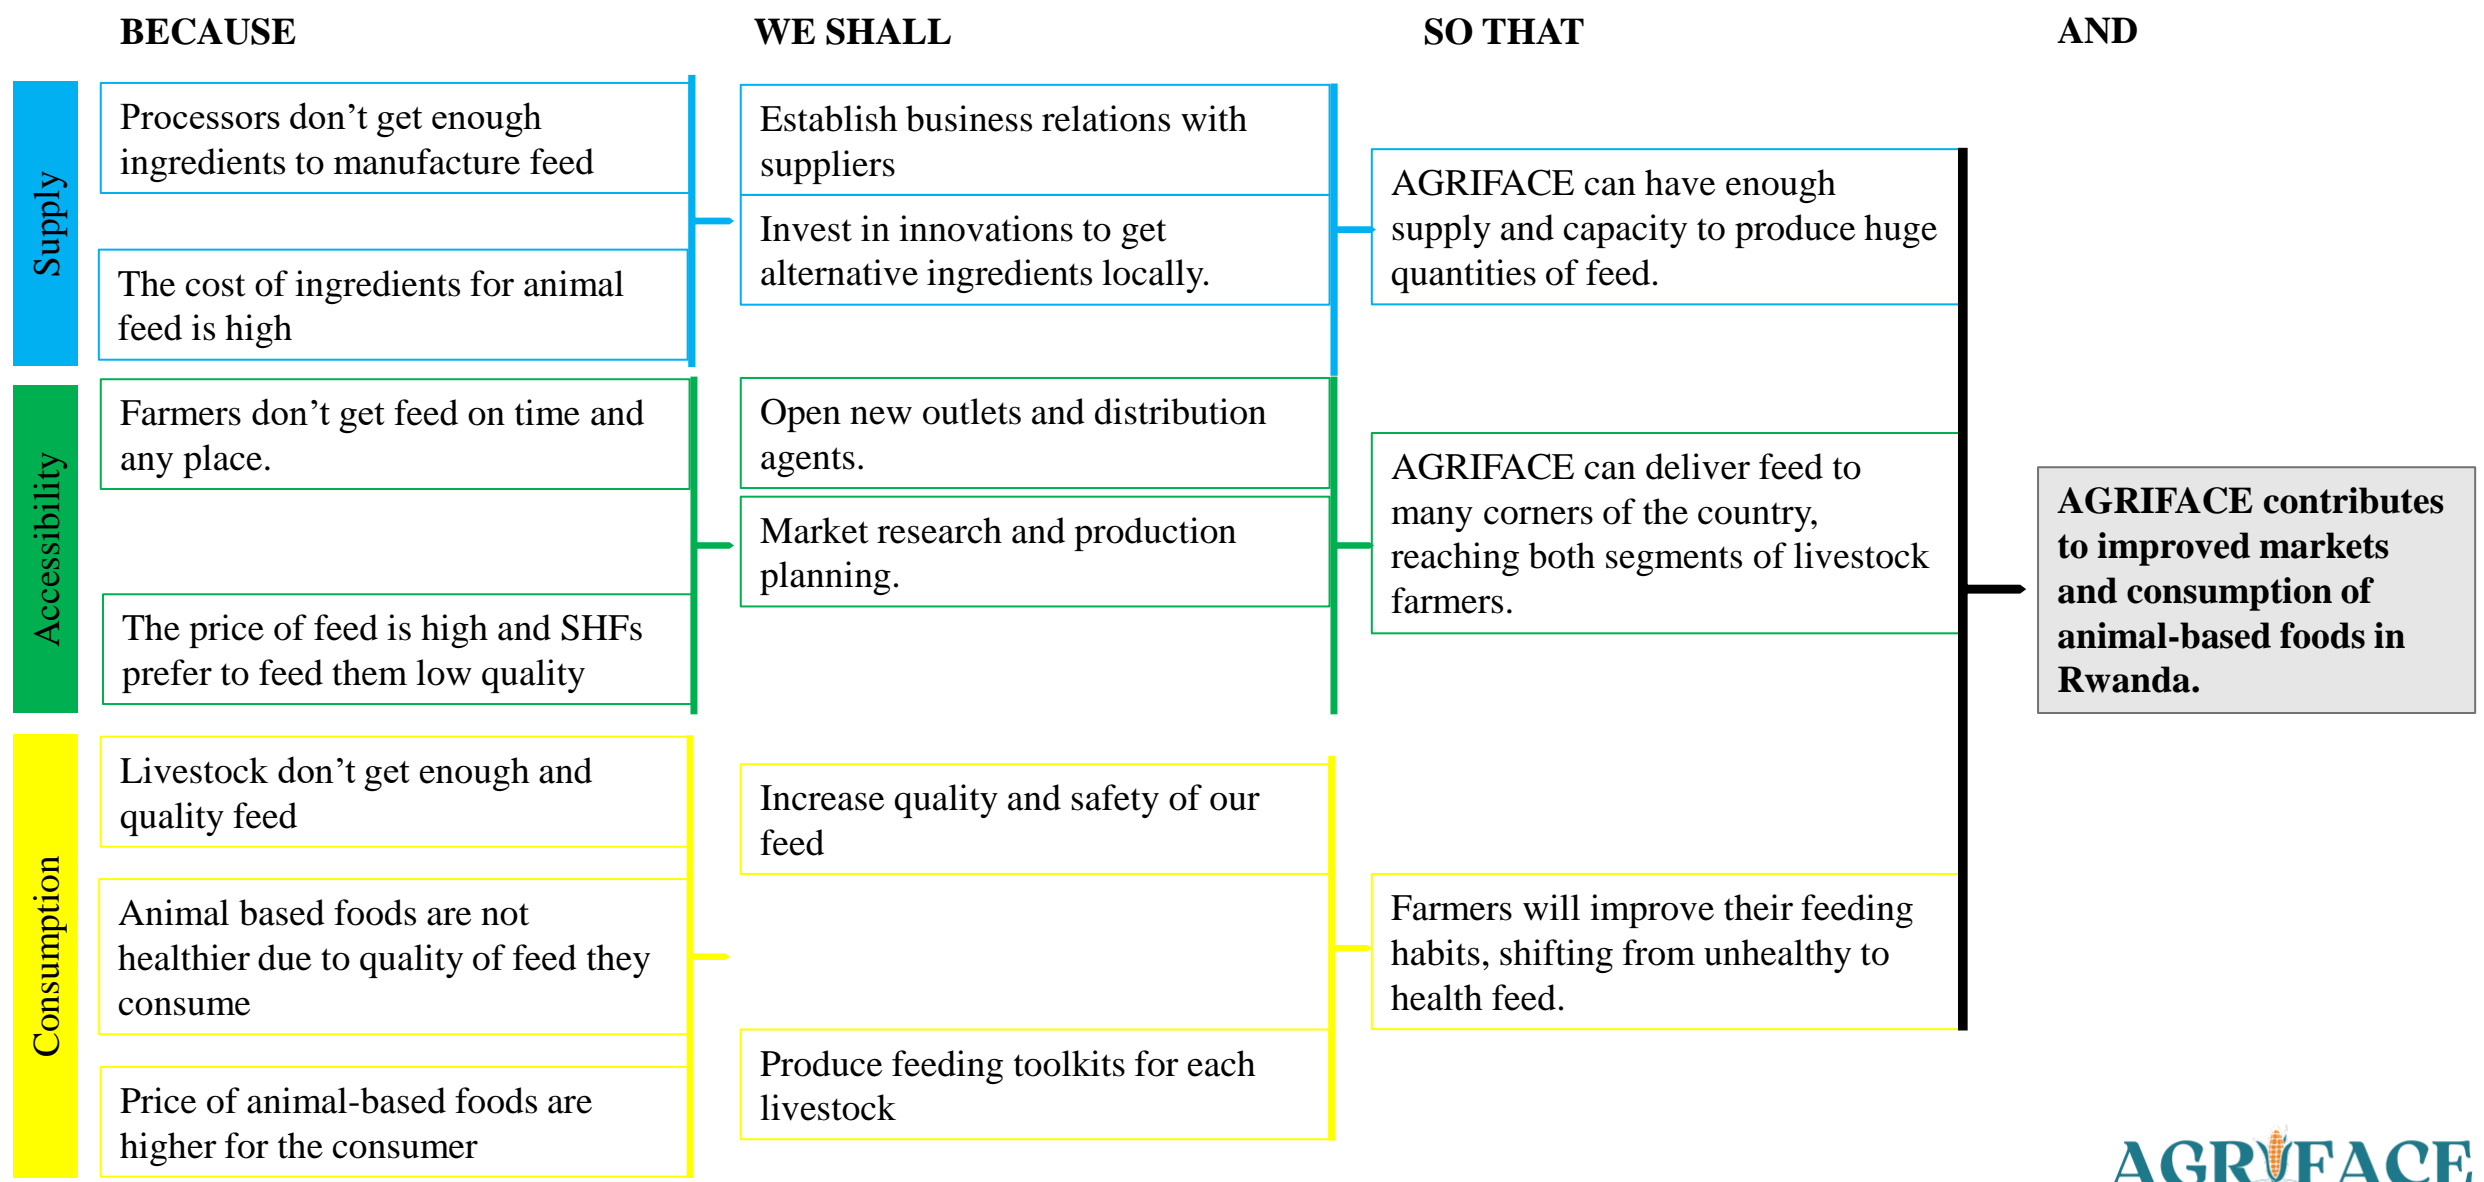 BECAUSE
WE SHALL
SO THAT
AND
Supply
Processors don’t get enough
ingredients to manufacture feed
The cost of ingredients for animal
feed is high
Establish business relations with
suppliers
Invest in innovations to get
alternative ingredients locally.
AGRIFACE can have enough
supply and capacity to produce huge
quantities of feed.
Accessibility
Farmers don’t get feed on time and
any place.
The price of feed is high and SHFs
prefer to feed them low quality
Open new outlets and distribution
agents.
Market research and production
planning.
AGRIFACE can deliver feed to
many corners of the country,
reaching both segments of livestock
farmers.
Consumption
Livestock don’t get enough and
quality feed
Animal based foods are not
healthier due to quality of feed they
consume
Price of animal-based foods are
higher for the consumer
Increase quality and safety of our
feed
Produce feeding toolkits for each
livestock
Farmers will improve their feeding
habits, shifting from unhealthy to
health feed.
AGRIFACE contributes
to improved markets
and consumption of
animal-based foods in
Rwanda.
AGRIFACE